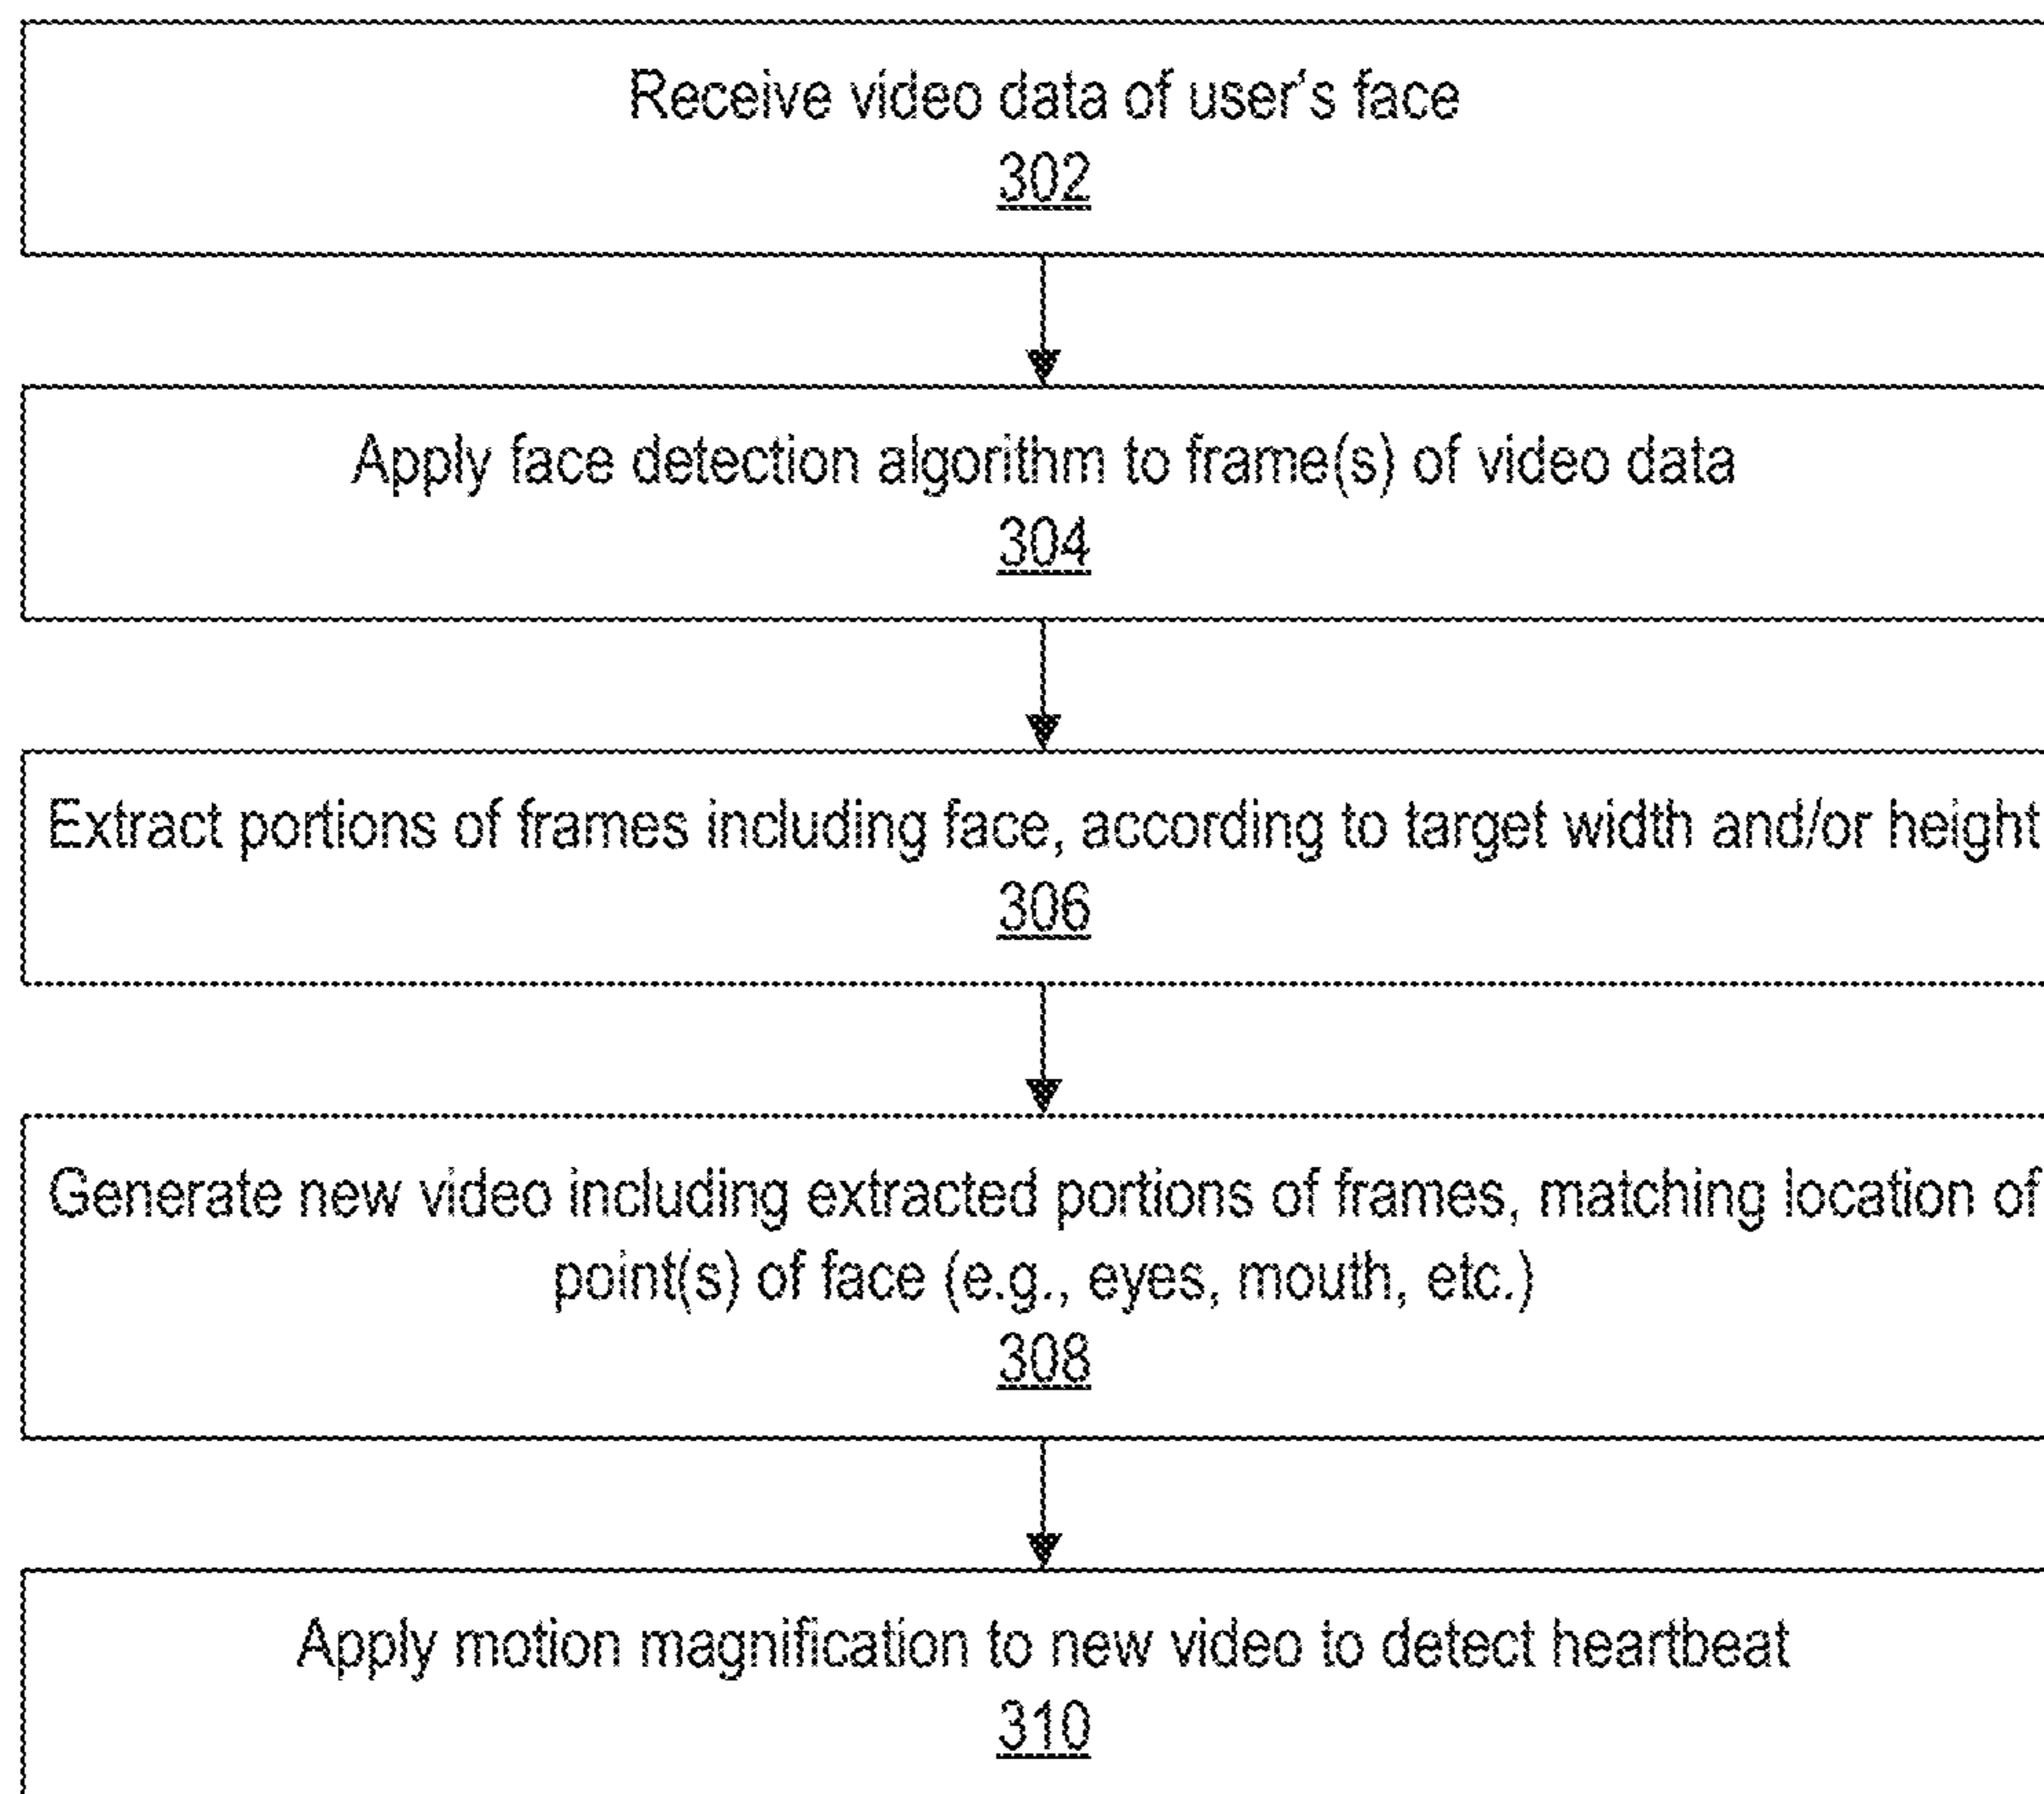 Receive video data of user's face
302
Apply face detection algorithm to frame(s) of video data
304
Extract portions of frames including face, according to target width and/or height
306
Generate new video including extracted portions of frames, matching location of
point(s) of face (e.g., eyes, mouth, etc.)
308
Apply motion magnification to new video to detect heartbeat
310